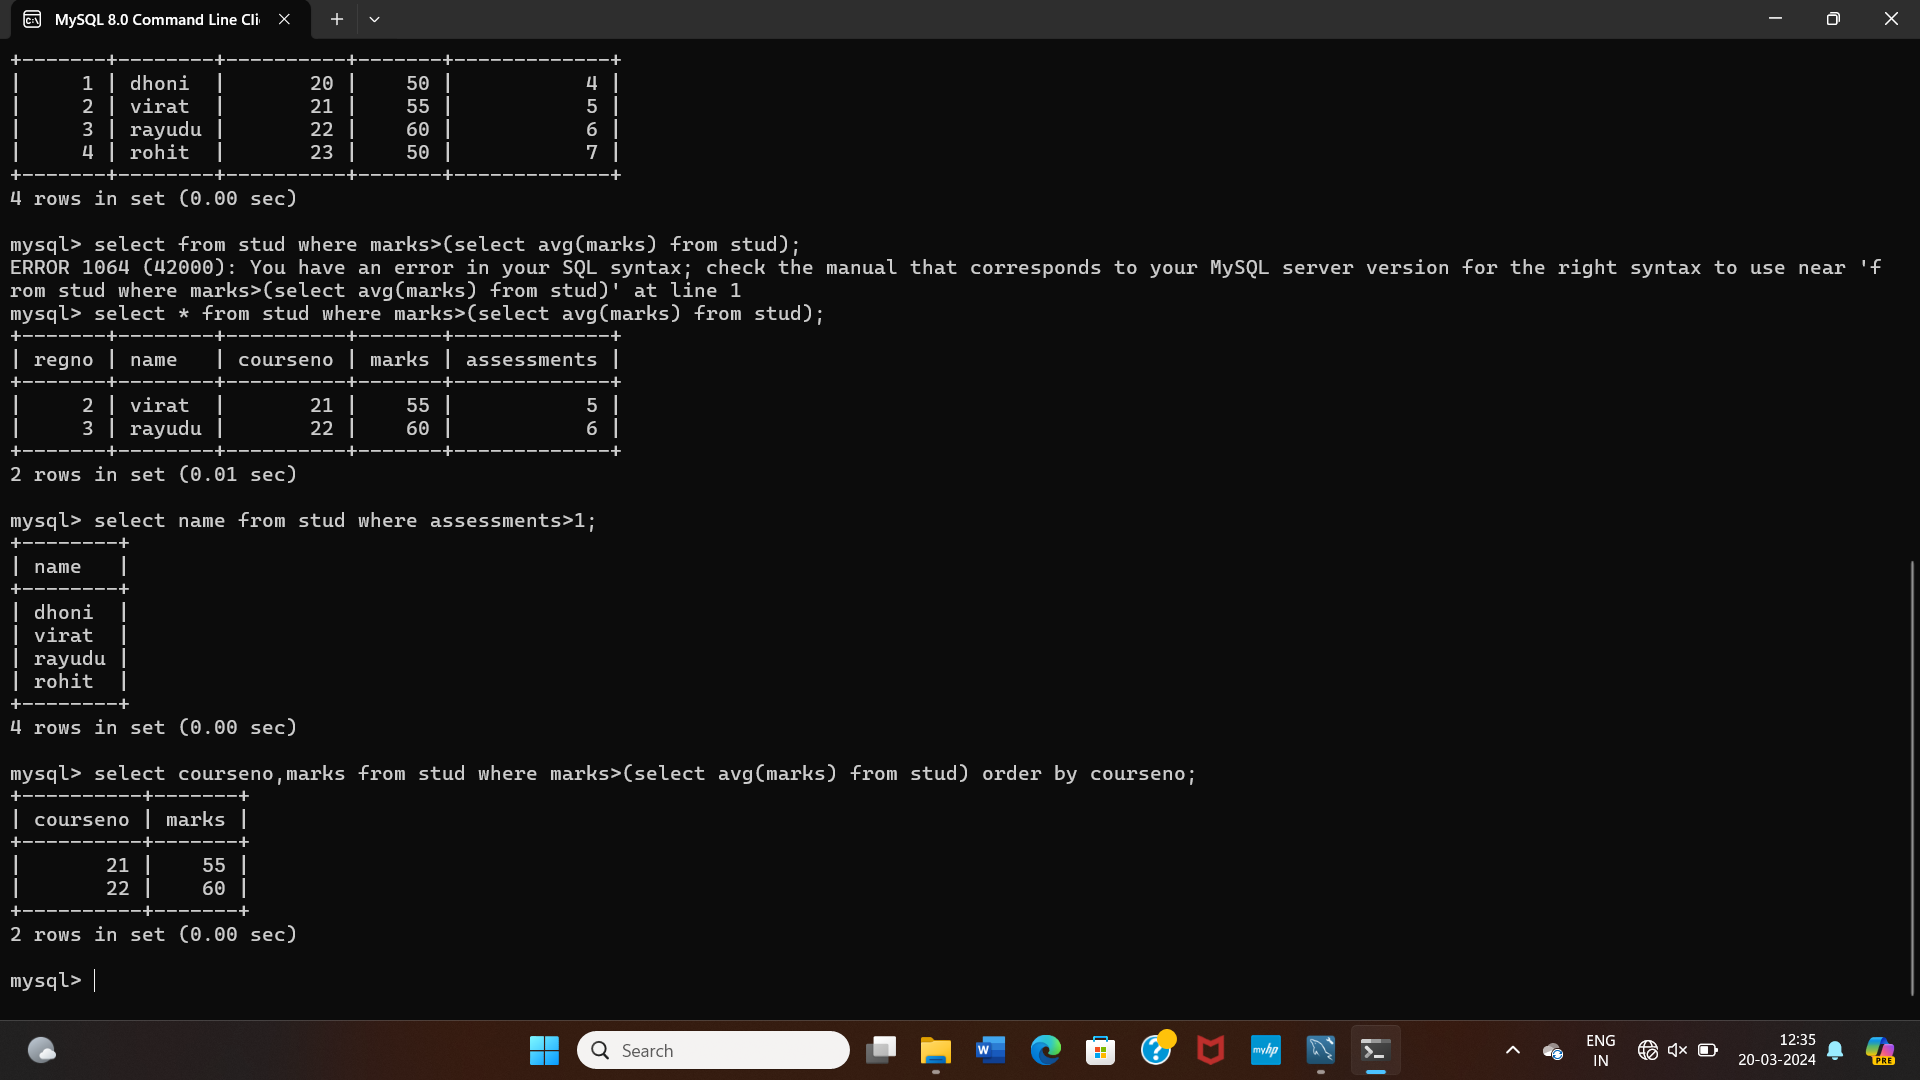 MySQL 8.0 Command Line Cli
+-------+--------+----------+-------+-------------+
|     1 | dhoni  |       20 |    50 |           4 |
|     2 | virat  |       21 |    55 |           5 |
|     3 | rayudu |       22 |    60 |           6 |
|     4 | rohit  |       23 |    50 |           7 |
+-------+--------+----------+-------+-------------+
4 rows in set (0.00 sec)
mysql> select from stud where marks>(select avg(marks) from stud);
ERROR 1064 (42000): You have an error in your SQL syntax; check the manual that corresponds to your MySQL server version for the right syntax to use near 'f
rom stud where marks>(select avg(marks) from stud)' at line 1
mysql> select * from stud where marks>(select avg(marks) from stud);
+-------+--------+----------+-------+-------------+
| regno | name   | courseno | marks | assessments |
+-------+--------+----------+-------+-------------+
|     2 | virat  |       21 |    55 |           5 |
|     3 | rayudu |       22 |    60 |           6 |
+-------+--------+----------+-------+-------------+
2 rows in set (0.01 sec)
mysql> select name from stud where assessments>1;
+--------+
| name   |
+--------+
| dhoni  |
| virat  |
| rayudu |
| rohit  |
+--------+
4 rows in set (0.00 sec)
mysql> select courseno,marks from stud where marks>(select avg(marks) from stud) order by courseno;
+----------+-------+
| courseno | marks |
+----------+-------+
|       21 |    55 |
|       22 |    60 |
+----------+-------+
2 rows in set (0.00 sec)
mysql>
Search
W
?
myhp
ENG
IN
12:35
20-03-2024
PRE